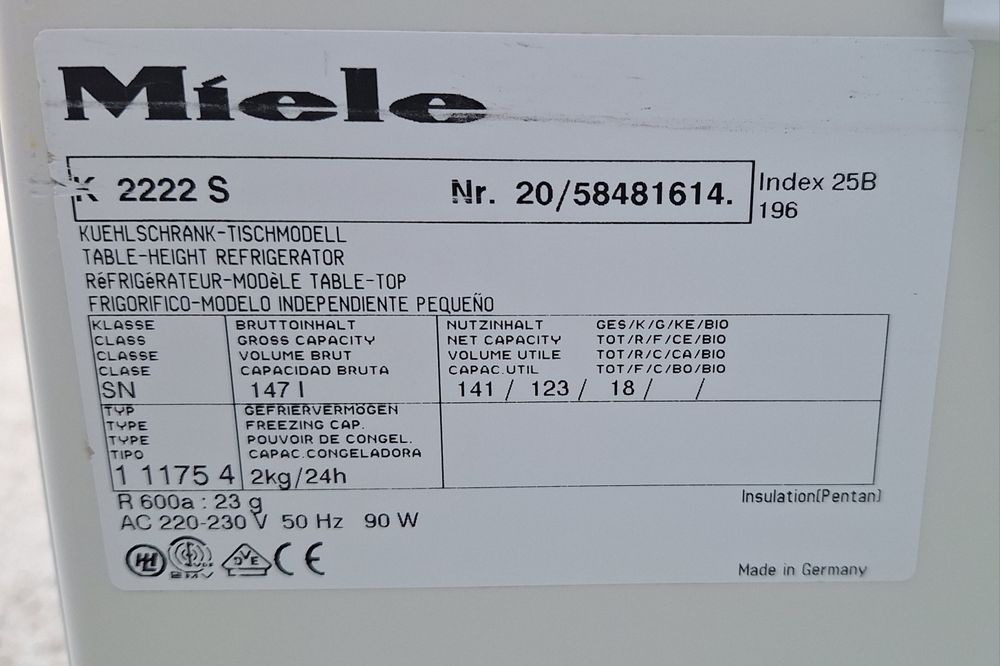 Miele
K 2222 S Nr. 20/58481614. Index 25B
196
KUEHLSCHRANK-TISCHMODELL
TABLE-HEIGHT REFRIGERATOR
RéFRIGéRATEUR-MODèLE TABLE-TOP
FRIGORIFICO-MODELO INDEPENDIENTE PEQUEÑO
KLASSE BRUTTOINHALT NUTZINHALT GES/K/G/KE/BIO
CLASS GROSS CAPACITY NET CAPACITY TOT/R/F/CE/BIO
CLASSE VOLUME BRUT VOLUME UTILE TOT/R/C/CA/BIO
CLASE CAPACIDAD BRUTA CAPAC.UTIL TOT/F/C/BO/BIO
SN 147 l 141 / 123 / 18 / /
TYP GEFRIERVERMÖGEN
TYPE FREEZING CAP.
TYPE POUVOIR DE CONGEL.
TIPO CAPAC.CONGELADORA
1 1175 4 2kg/24h
R 600a : 23 g Insulation(Pentan)
AC 220-230 V 50 Hz 90 W
VDE EMV DVE CE
Made in Germany